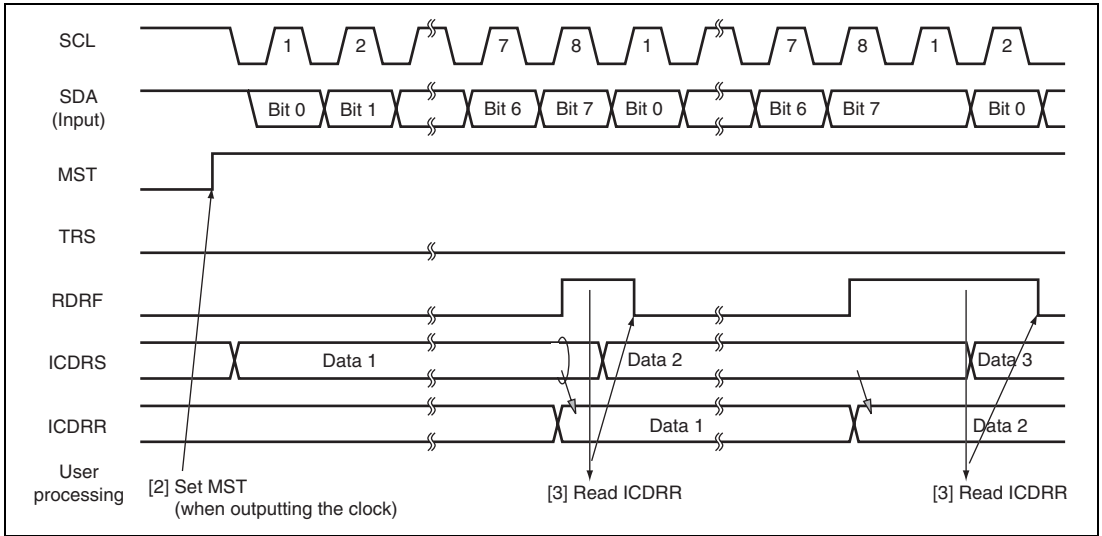 SCL
1 2 7 8 1 7 8 1 2
SDA
(Input)
Bit 0 Bit 1 Bit 6 Bit 7 Bit 0 Bit 6 Bit 7 Bit 0
MST
TRS
RDRF
ICDRS
Data 1 Data 2 Data 3
ICDRR
Data 1 Data 2
User
processing
[2] Set MST
(when outputting the clock)
[3] Read ICDRR
[3] Read ICDRR